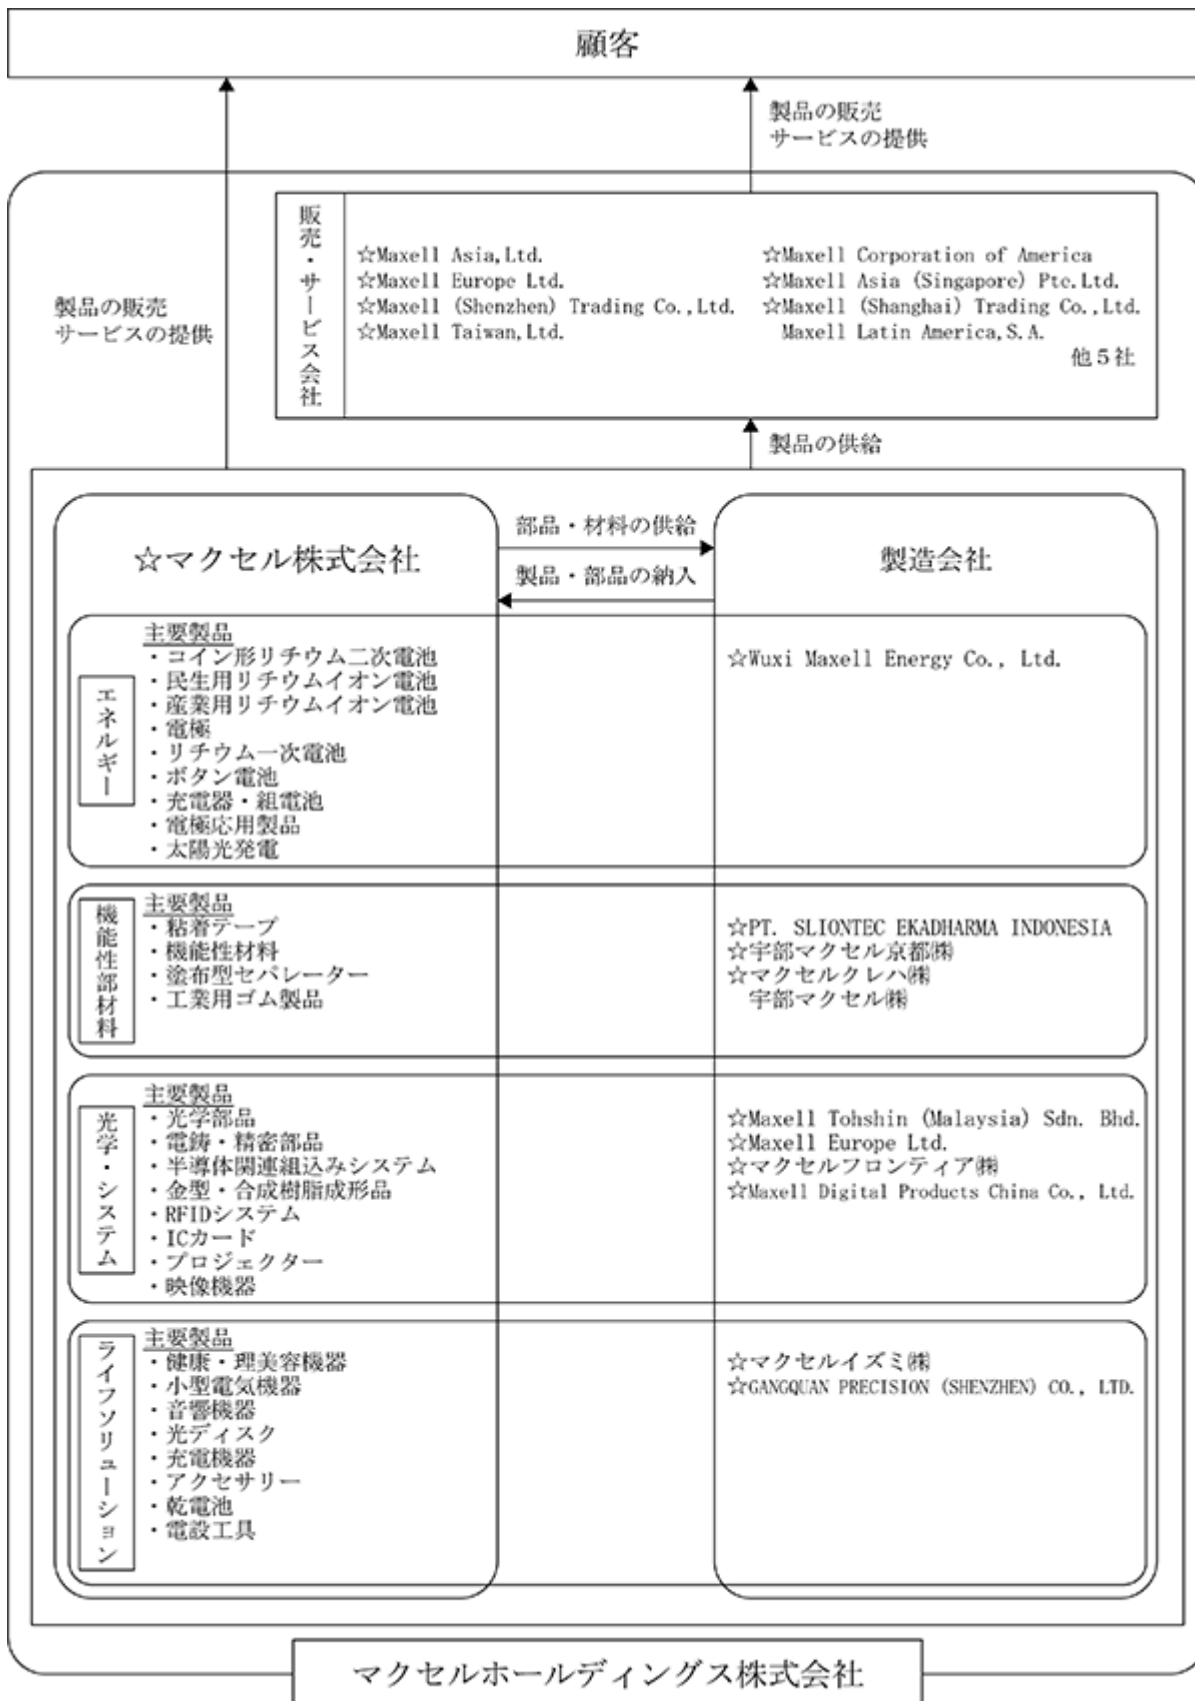 顧客
製品の販売
サービスの提供
製品の販売
サービスの提供
販売・サービス会社
☆Maxell Asia,Ltd.
☆Maxell Europe Ltd.
☆Maxell (Shenzhen) Trading Co.,Ltd.
☆Maxell Taiwan,Ltd.
☆Maxell Corporation of America
☆Maxell Asia (Singapore) Pte.Ltd.
☆Maxell (Shanghai) Trading Co.,Ltd.
Maxell Latin America,S.A.
他5社
製品の供給
☆マクセル株式会社
部品・材料の供給
製品・部品の納入
製造会社
エネルギー
主要製品
・コイン形リチウム二次電池
・民生用リチウムイオン電池
・産業用リチウムイオン電池
・電極
・リチウム一次電池
・ボタン電池
・充電器・組電池
・電極応用製品
・太陽光発電
☆Wuxi Maxell Energy Co., Ltd.
機能性部材料
主要製品
・粘着テープ
・機能性材料
・塗布型セパレーター
・工業用ゴム製品
☆PT. SLIONTEC EKADHARMA INDONESIA
☆宇部マクセル京都㈱
☆マクセルクレハ㈱
宇部マクセル㈱
光学・システム
主要製品
・光学部品
・電鋳・精密部品
・半導体関連組込みシステム
・金型・合成樹脂成形品
・RFIDシステム
・ICカード
・プロジェクター
・映像機器
☆Maxell Tohshin (Malaysia) Sdn. Bhd.
☆Maxell Europe Ltd.
☆マクセルフロンティア㈱
☆Maxell Digital Products China Co., Ltd.
ライフソリューション
主要製品
・健康・理美容機器
・小型電気機器
・音響機器
・光ディスク
・充電機器
・アクセサリー
・乾電池
・電設工具
☆マクセルイズミ㈱
☆GANGQUAN PRECISION (SHENZHEN) CO., LTD.
マクセルホールディングス株式会社